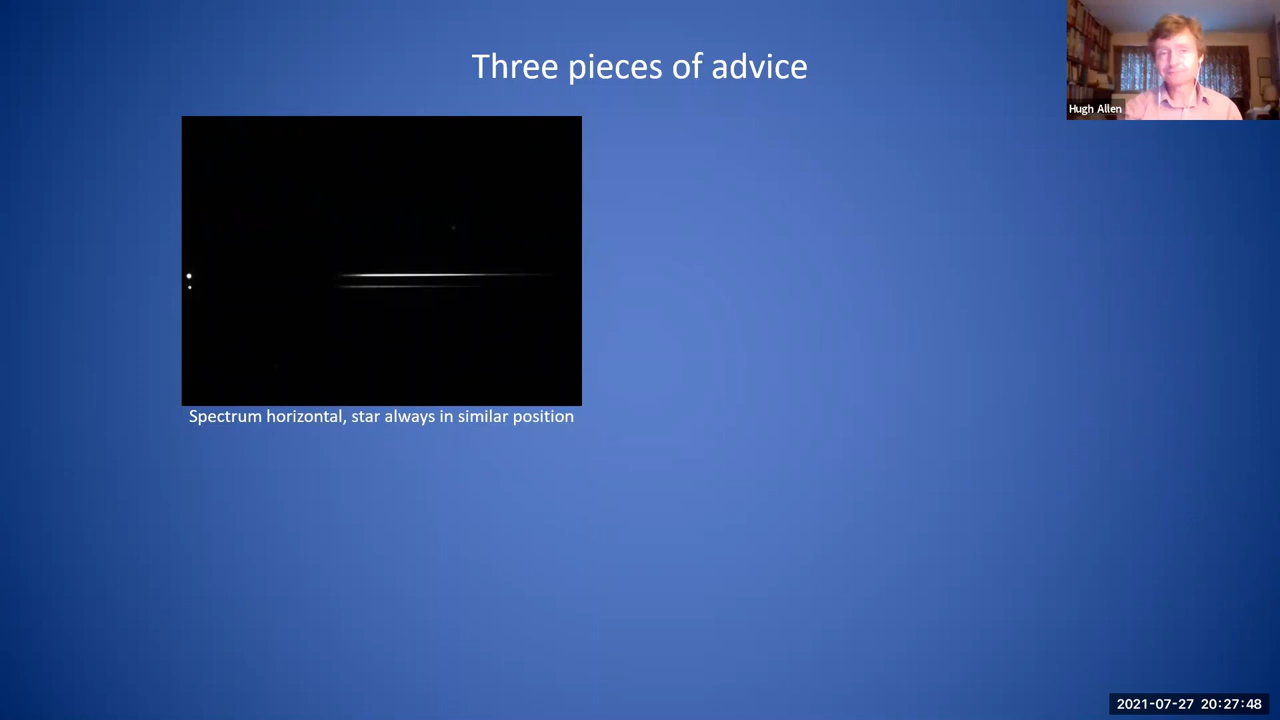 Three pieces of advice
Hugh Allen
Spectrum horizontal, star always in similar position
2021-07-27 20:27:48